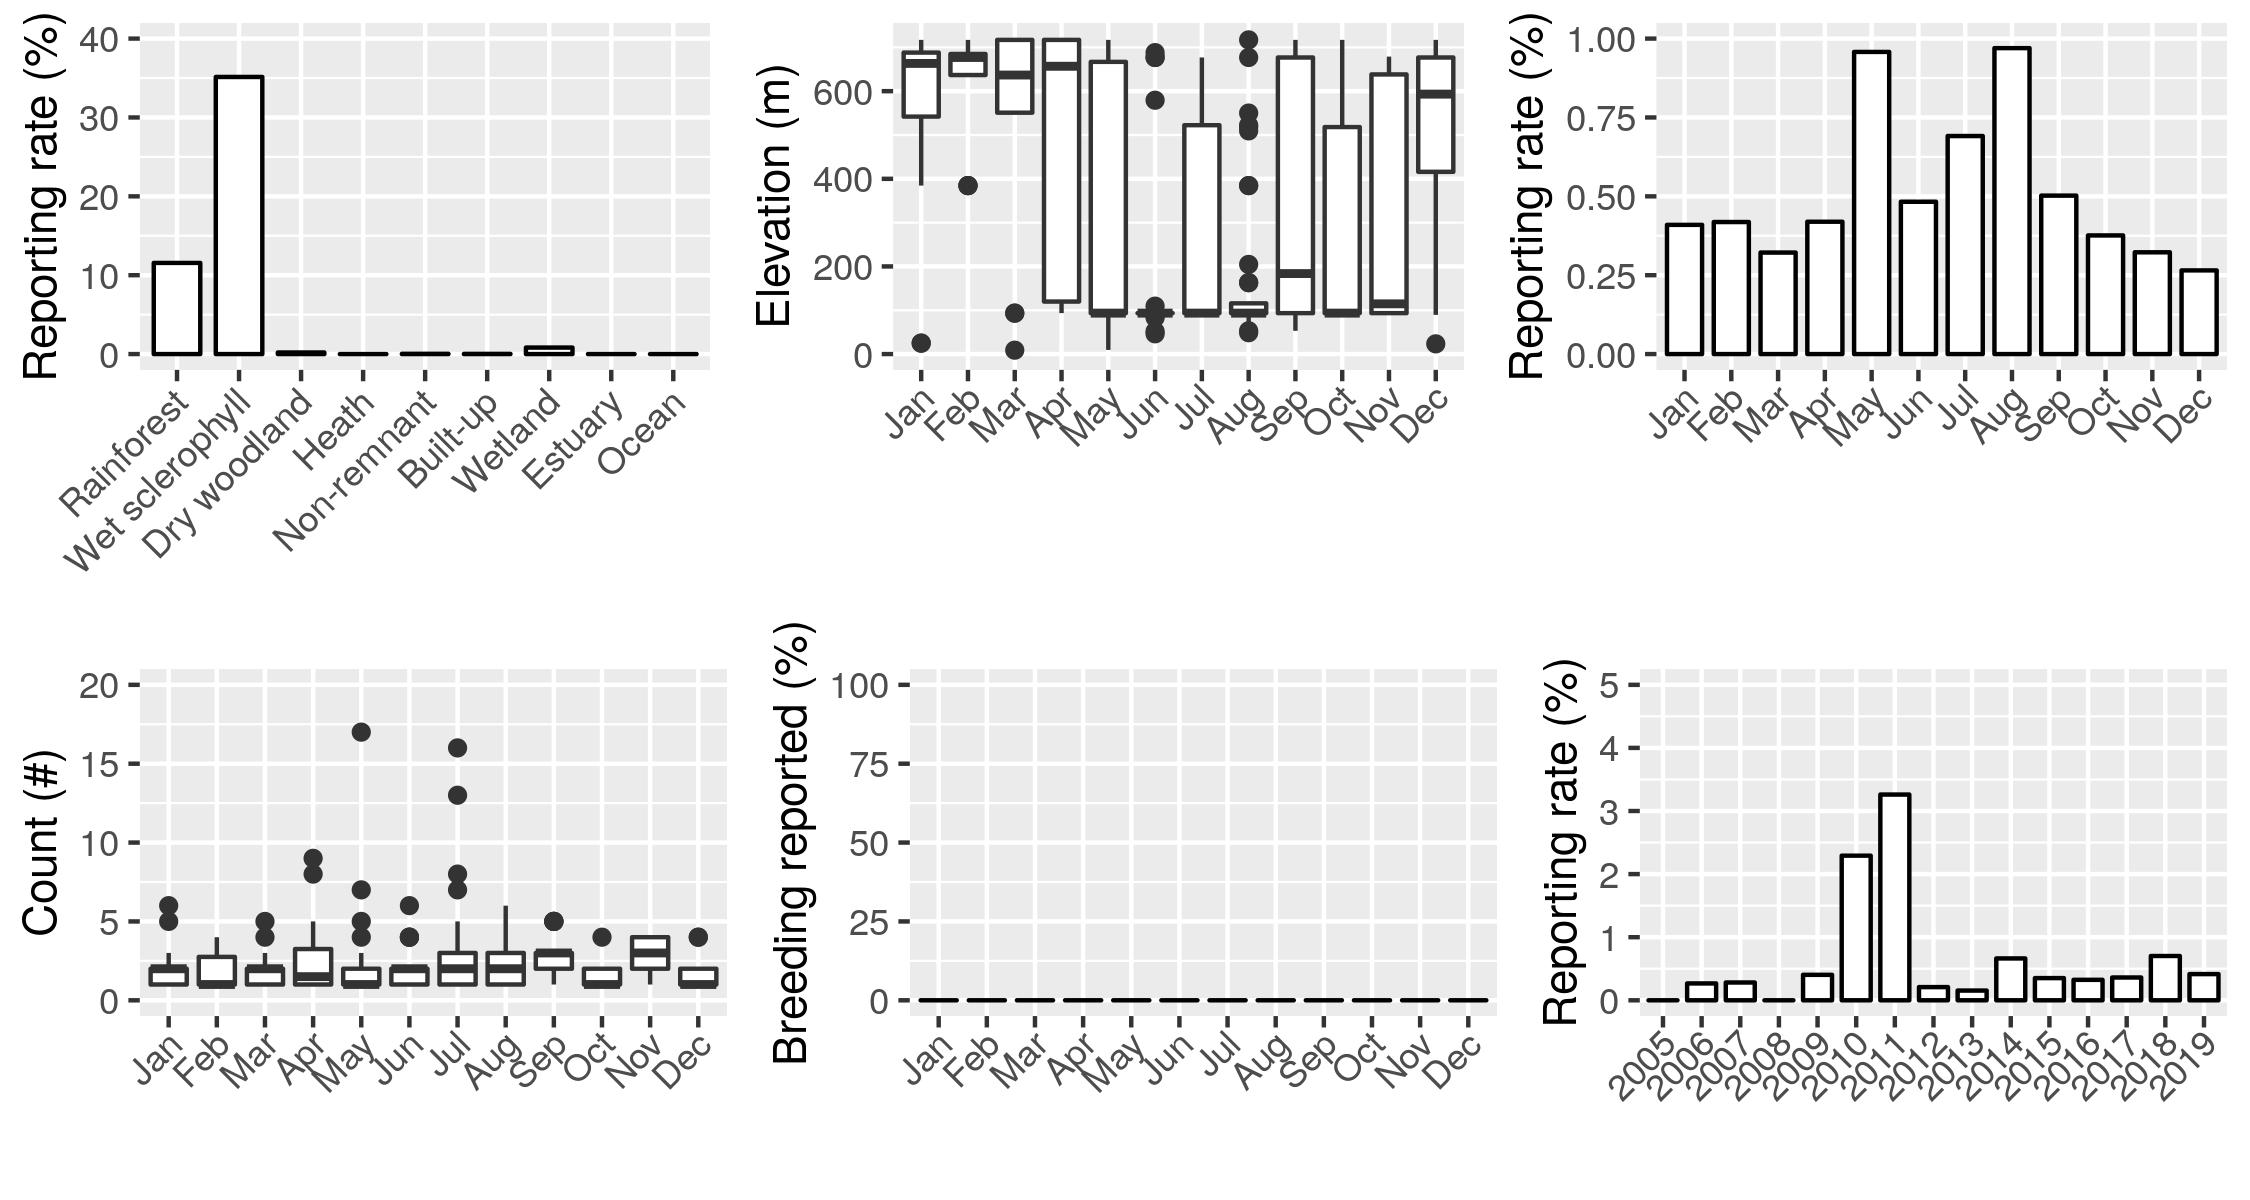 Reporting rate (%)
40
30
20
10
0
Rainforest
Wet sclerophyll
Dry woodland
Heath
Non-remnant
Built-up
Wetland
Estuary
Ocean
Elevation (m)
600
400
200
0
Jan
Feb
Mar
Apr
May
Jun
Jul
Aug
Sep
Oct
Nov
Dec
Reporting rate (%)
1.00
0.75
0.50
0.25
0.00
Jan
Feb
Mar
Apr
May
Jun
Jul
Aug
Sep
Oct
Nov
Dec
Count (#)
20
15
10
5
0
Jan
Feb
Mar
Apr
May
Jun
Jul
Aug
Sep
Oct
Nov
Dec
Breeding reported (%)
100
75
50
25
0
Jan
Feb
Mar
Apr
May
Jun
Jul
Aug
Sep
Oct
Nov
Dec
Reporting rate (%)
5
4
3
2
1
0
2005
2006
2007
2008
2009
2010
2011
2012
2013
2014
2015
2016
2017
2018
2019